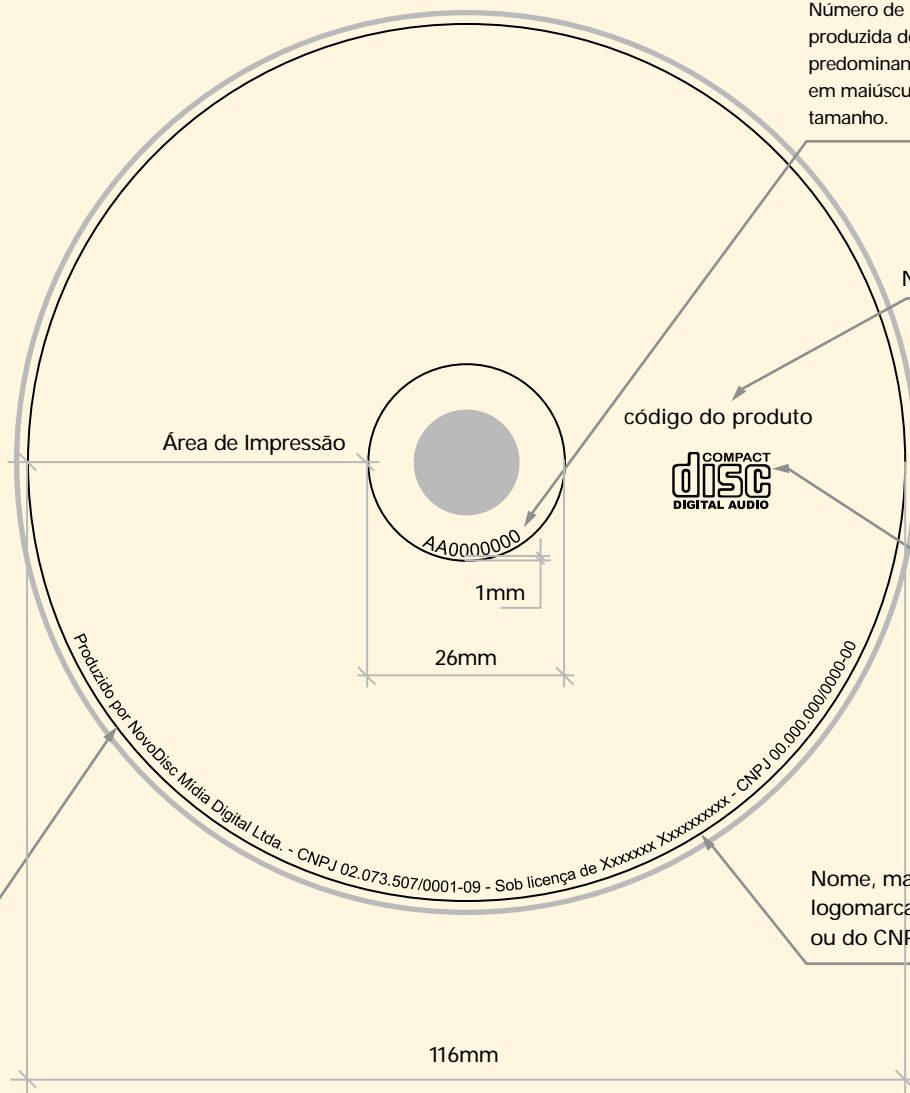 Número de
produzida
predominan
em maiúscu
tamanho.
N
código do produto
Área de Impressão
COMPACT
disc
DIGITAL AUDIO
AA0000000
1mm
26mm
Produzido por NovoDisc Mídia Digital Ltda. - CNPJ 02.073.507/0001-09 - Sob licença de Xxxxxxx Xxxxxxxxxx - CNPJ 00.000.000/0000-00
Nome, ma
logomarca
ou do CNP
116mm